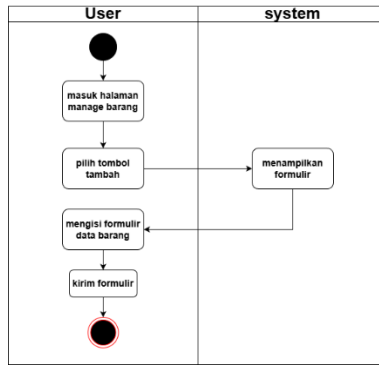 User
system
masuk halaman
manage barang
pilih tombol
tambah
menampilkan
formulir
mengisi formulir
data barang
kirim formulir